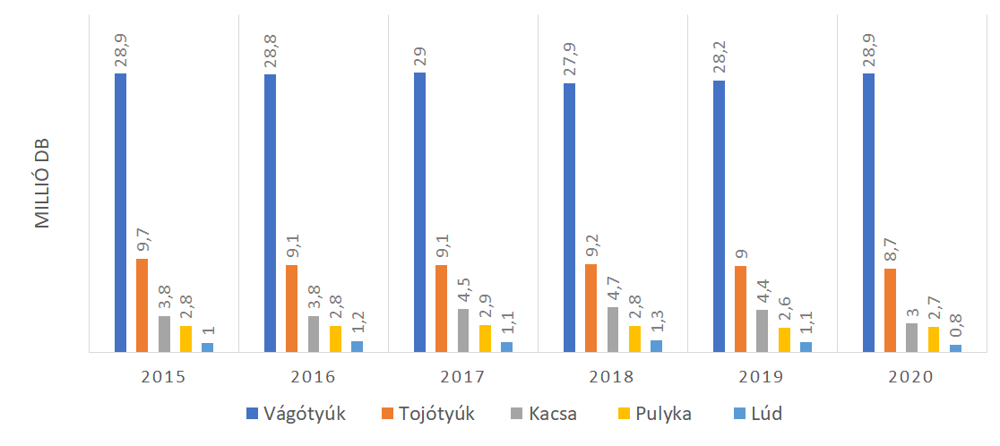 MILLIÓ DB
28,9 9,7 3,8 2,8 1
28,8 9,1 3,8 2,8 1,2
29 9,1 4,5 2,9 1,1
27,9 9,2 4,7 2,8 1,3
28,2 9 4,4 2,6 1,1
28,9 8,7 3 2,7 0,8
2015 2016 2017 2018 2019 2020
Vágótyúk Tojótyúk Kacsa Pulyka Lúd